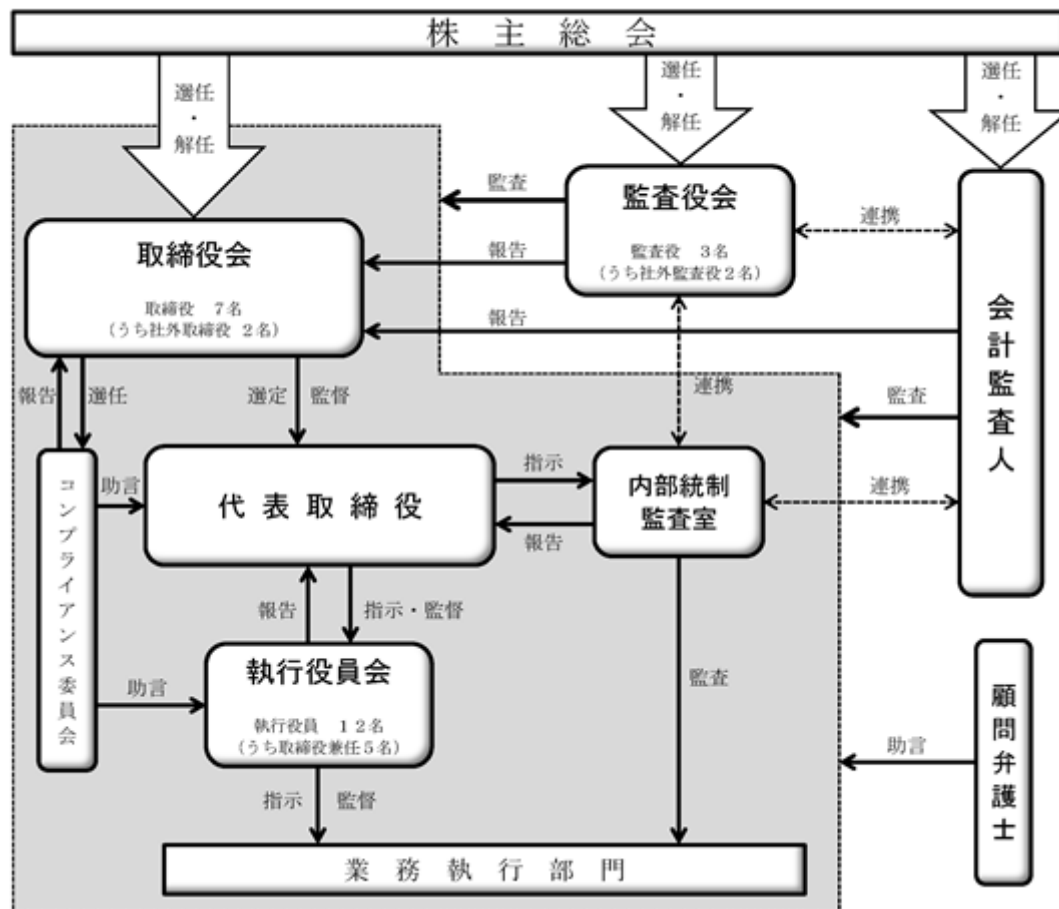 株主総会
選任
・
解任
選任
・
解任
選任
・
解任
監査役会
監査役 3名
(うち社外監査役2名)
監査
報告
連携
取締役会
取締役 7名
(うち社外取締役 2名)
報告
会計監査人
連携
監査
報告
選任
選定
監督
コンプライアンス委員会
助言
代表取締役
指示
報告
内部統制
監査室
連携
報告
指示・監督
助言
執行役員会
執行役員 12名
(うち取締役兼任5名)
監査
顧問弁護士
助言
指示
監督
業務執行部門